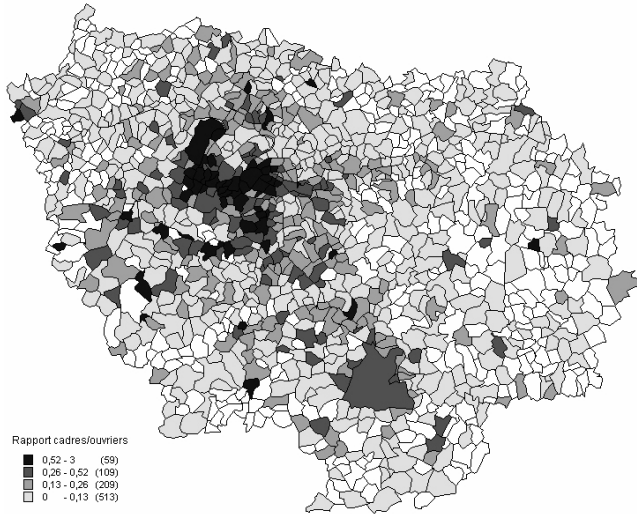 Rapport cadres/ouvriers
0,52 - 3 (59)
0,26 - 0,52 (109)
0,13 - 0,26 (209)
0 - 0,13 (513)